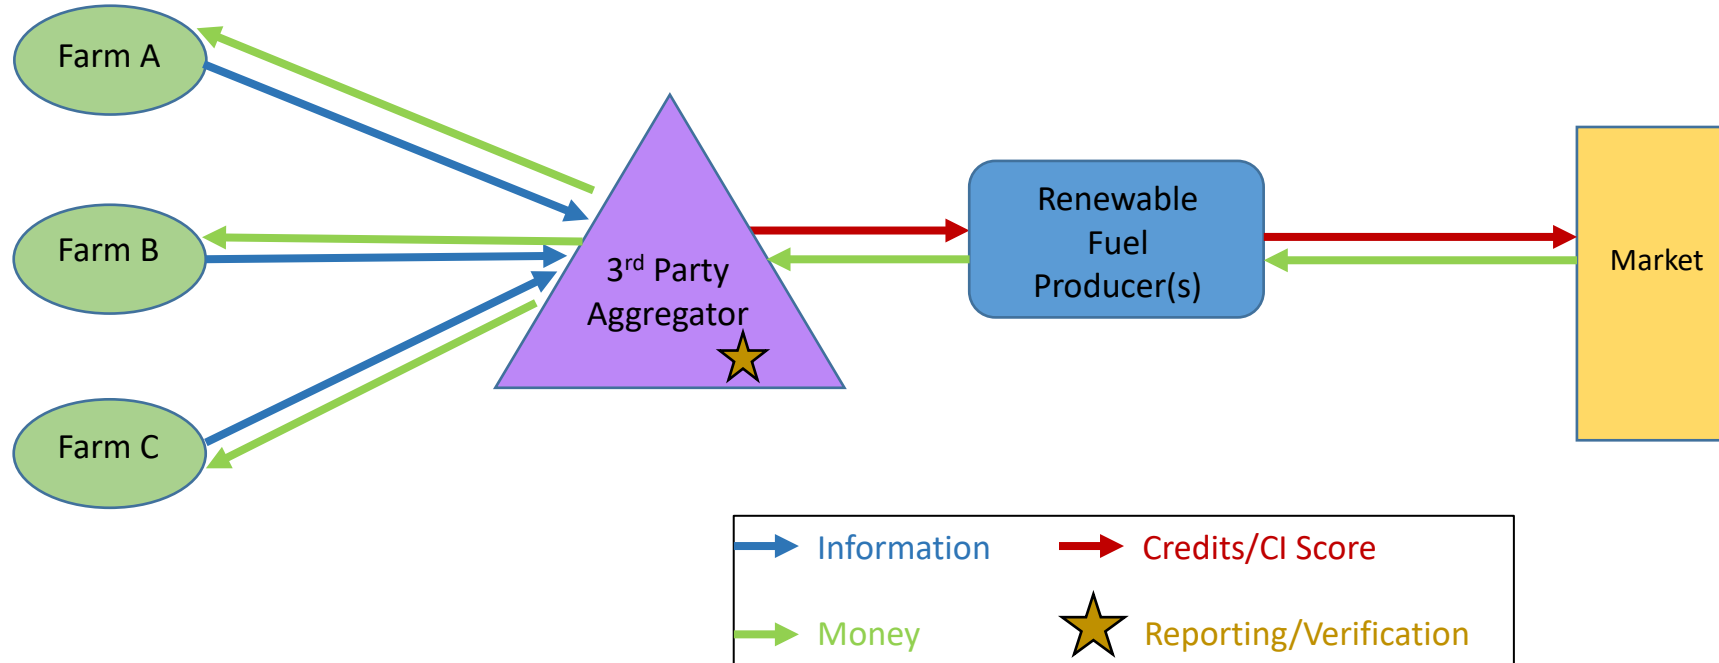 Farm A
Farm B
Farm C
3rd Party
Aggregator
Renewable
Fuel
Producer(s)
Market
Information
Credits/CI Score
Money
Reporting/Verification